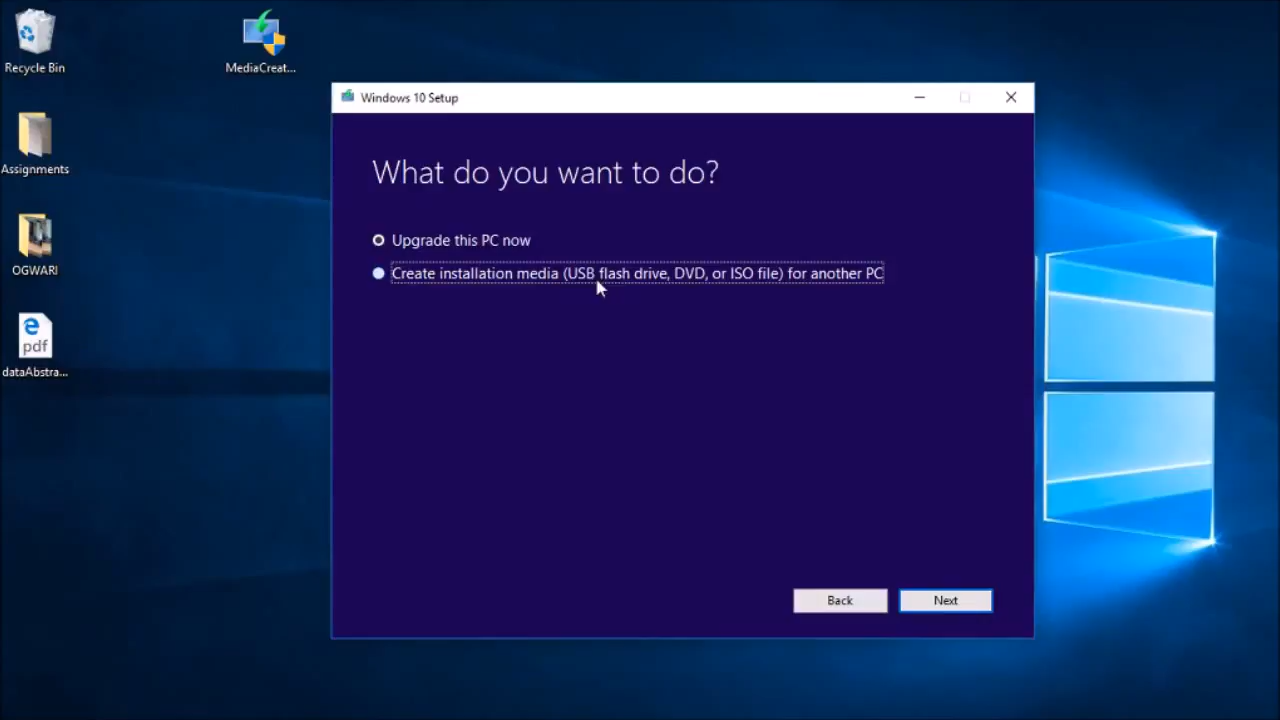 Recycle Bin
MediaCreat...
Assignments
OGWARI
pdf
dataAbstra...
Windows 10 Setup
What do you want to do?
Upgrade this PC now
Create installation media (USB flash drive, DVD, or ISO file) for another PC
Back
Next